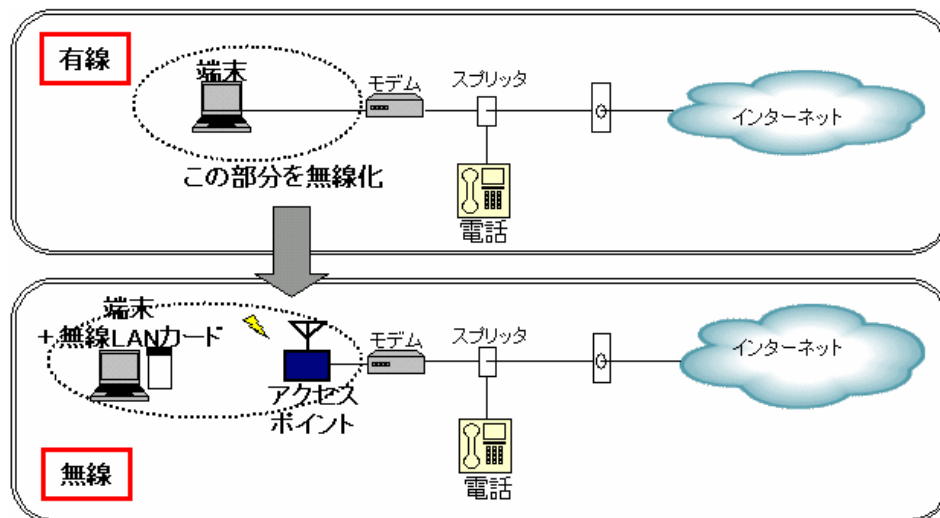 有線
端末
モデム
スプリッタ
インターネット
この部分を無線化
電話
端末
+無線LANカード
モデム
スプリッタ
インターネット
アクセス
ポイント
電話
無線